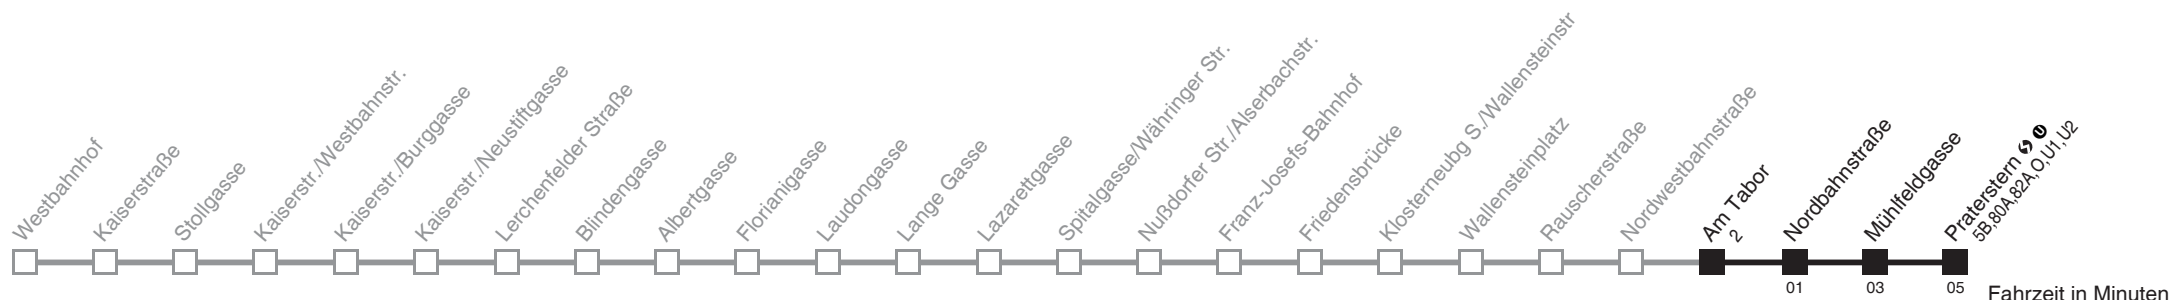 Westbahnhof
Kaiserstraße
Stollgasse
Kaiserstr./Westbahnstr.
Kaiserstr./Burggasse
Kaiserstr./Neustiftgasse
Lerchenfelder Straße
Blindengasse
Albertgasse
Florianigasse
Laudongasse
Lange Gasse
Lazarettgasse
Spitalgasse/Währinger Str.
Nußdorfer Str./Alserbachstr.
Franz-Josefs-Bahnhof
Friedensbrücke
Klosterneubg S./Wallensteinstr
Wallensteinplatz
Rauscherstraße
Nordwestbahnstraße
Am Tabor
2
Nordbahnstraße
Mühlfeldgasse
Praterstern S U
5B,80A,82A,O,U1,U2
01 03 05
Fahrzeit in Minuten